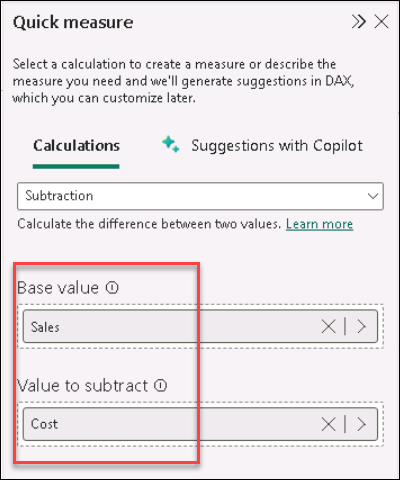 Quick measure
Select a calculation to create a measure or describe the
measure you need and we'll generate suggestions in DAX,
which you can customize later.
Calculations Suggestions with Copilot
Subtraction
Calculate the difference between two values. Learn more
Base value
Sales
Value to subtract
Cost